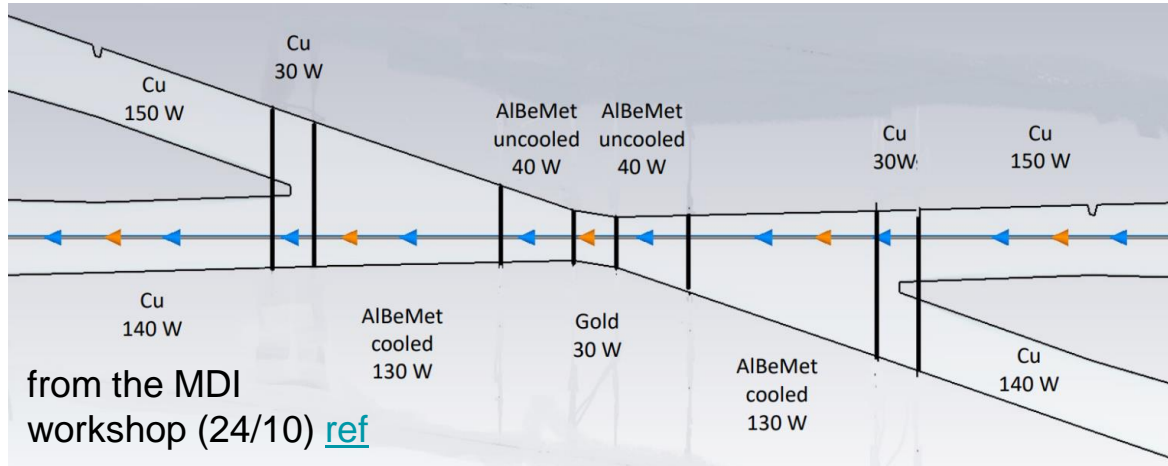 Cu
30 W
Cu
150 W
AlBeMet
uncooled
40 W
AlBeMet
uncooled
40 W
Cu
30W
Cu
150 W
Cu
140 W
AlBeMet
cooled
130 W
Gold
30 W
AlBeMet
cooled
130 W
Cu
140 W
from the MDI
workshop (24/10) ref